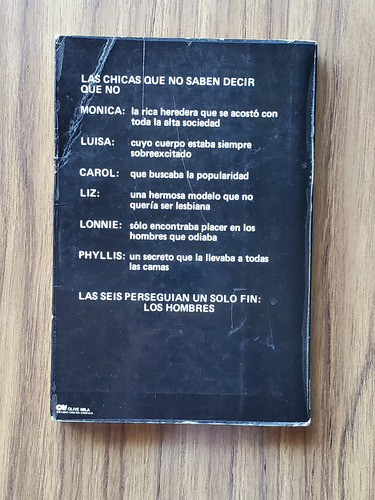 LAS CHICAS QUE NO SABEN DECIR
QUE NO
MONICA: la rica heredera que se acostó con
toda la alta sociedad
LUISA: cuyo cuerpo estaba siempre
sobreexcitado
CAROL: que buscaba la popularidad
LIZ: una hermosa modelo que no
quería ser lesbiana
LONNIE: sólo encontraba placer en los
hombres que odiaba
PHYLLIS: un secreto que la llevaba a todas
las camas
LAS SEIS PERSEGUIAN UN SOLO FIN:
LOS HOMBRES
OLIVE MILA